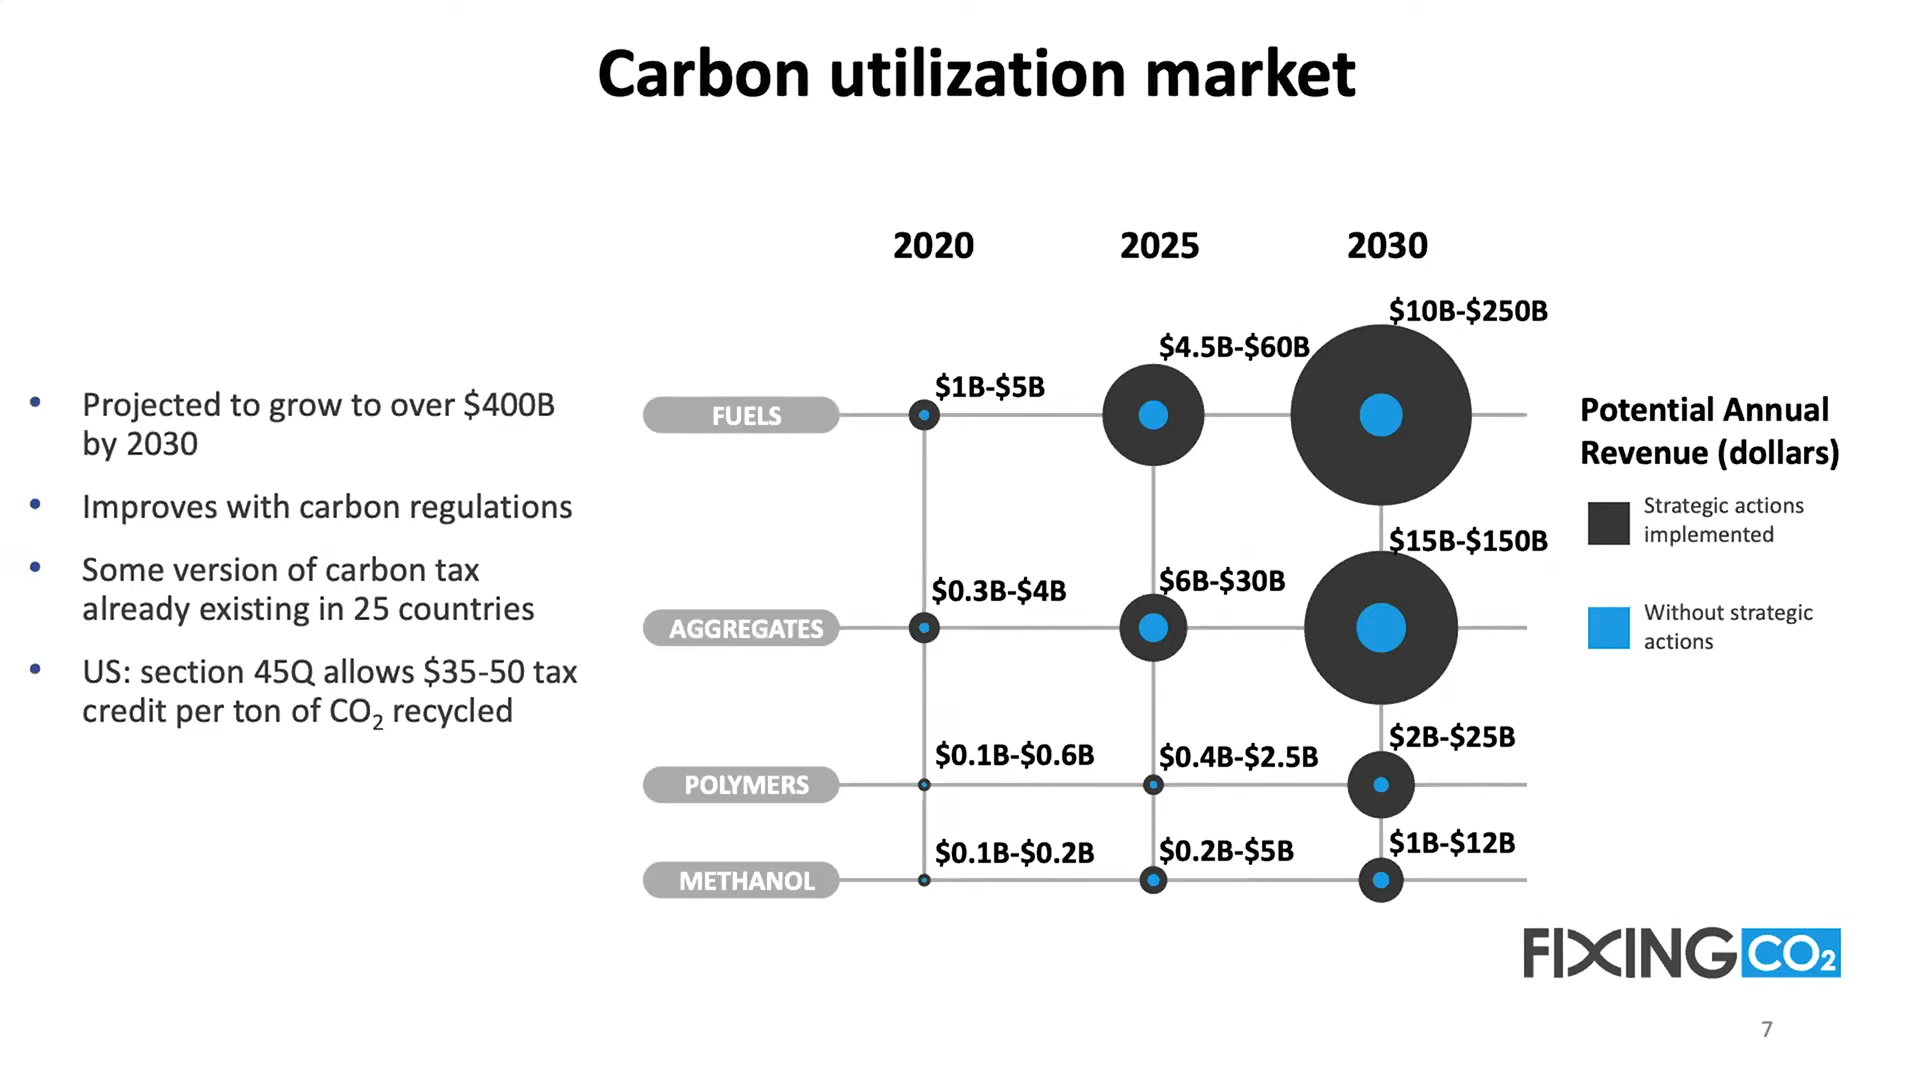 Carbon utilization market
• Projected to grow to over $400B
by 2030
• Improves with carbon regulations
• Some version of carbon tax
already existing in 25 countries
• US: section 45Q allows $35-50 tax
credit per ton of CO₂ recycled
2020 2025 2030
FUELS $1B-$5B $4.5B-$60B $10B-$250B
AGGREGATES $0.3B-$4B $6B-$30B $15B-$150B
POLYMERS $0.1B-$0.6B $0.4B-$2.5B $2B-$25B
METHANOL $0.1B-$0.2B $0.2B-$5B $1B-$12B
Potential Annual
Revenue (dollars)
Strategic actions
implemented
Without strategic
actions
FIXING CO₂
7